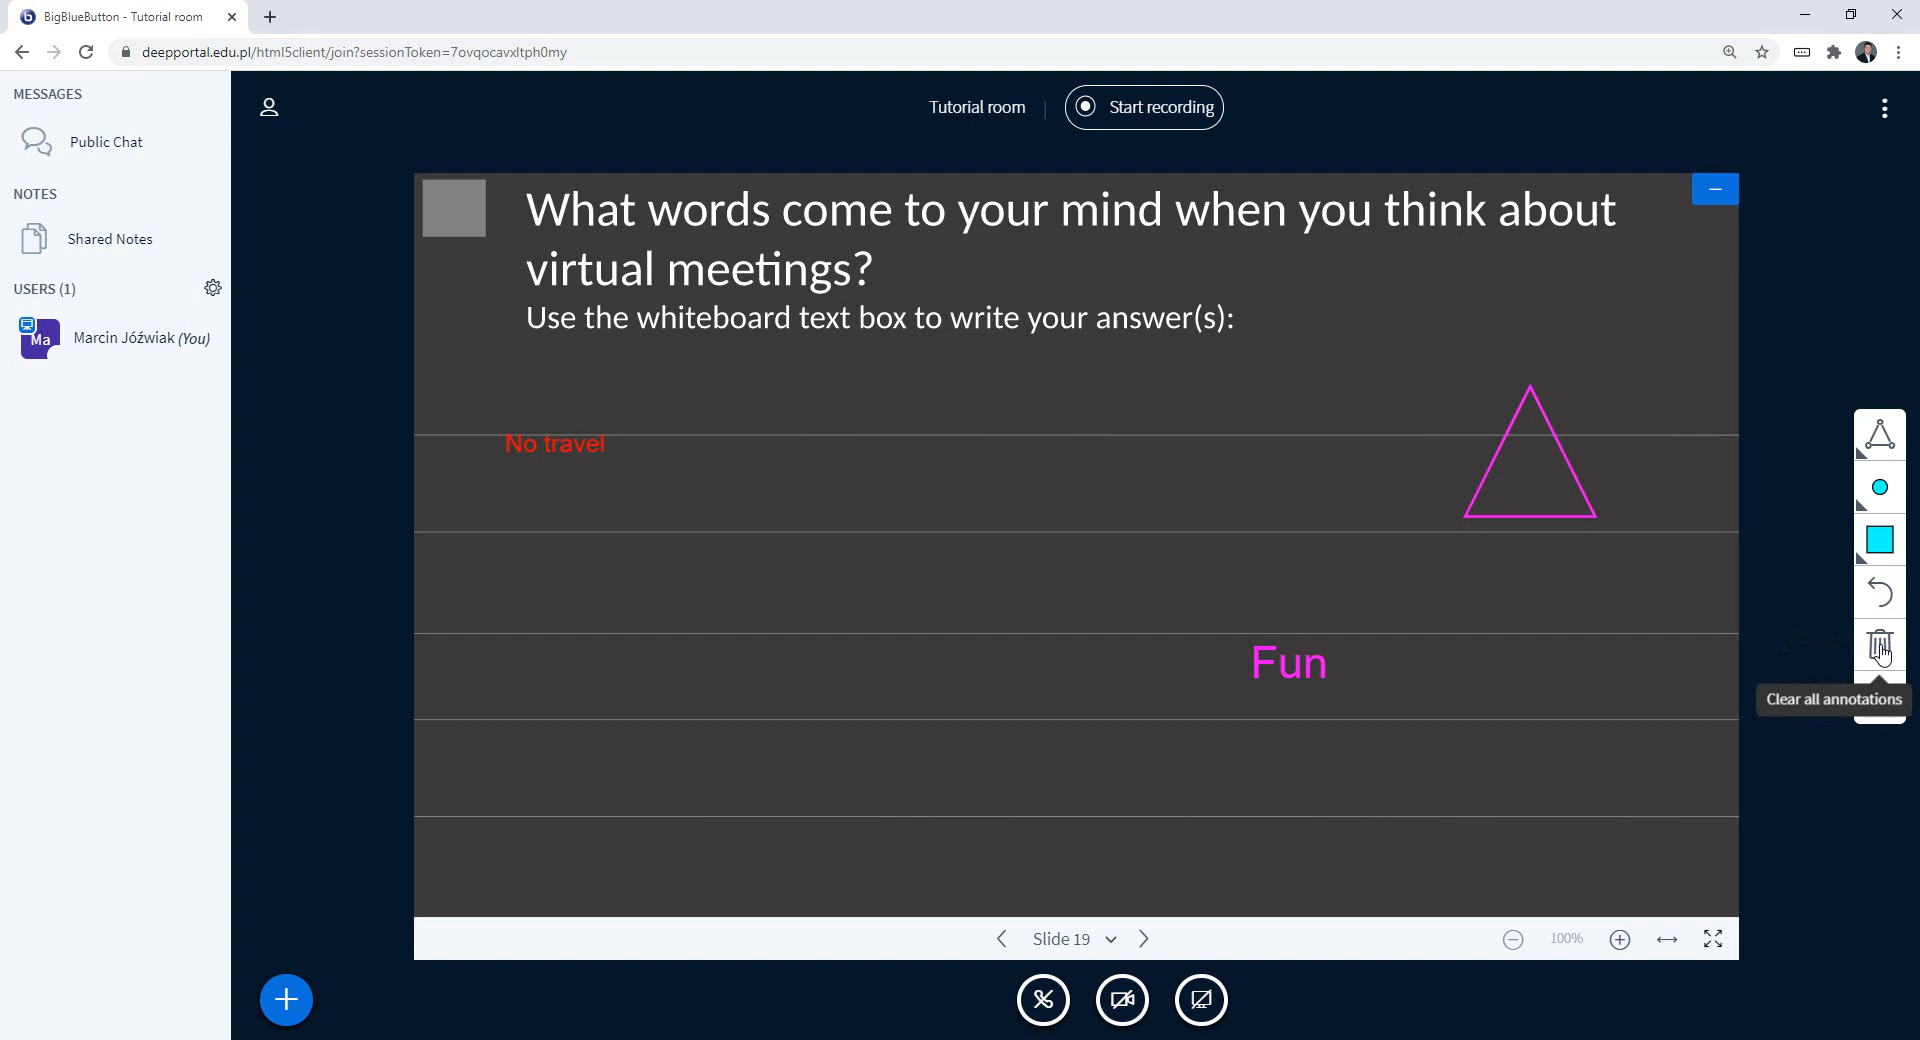 BigBlueButton - Tutorial room
deepportal.edu.pl/html5client/join?sessionToken=7ovqocavxltph0my
MESSAGES
Public Chat
NOTES
Shared Notes
USERS (1)
Ma
Marcin Jóźwiak (You)
Tutorial room
Start recording
What words come to your mind when you think about
virtual meetings?
Use the whiteboard text box to write your answer(s):
No travel
Fun
Clear all annotations
Slide 19
100%